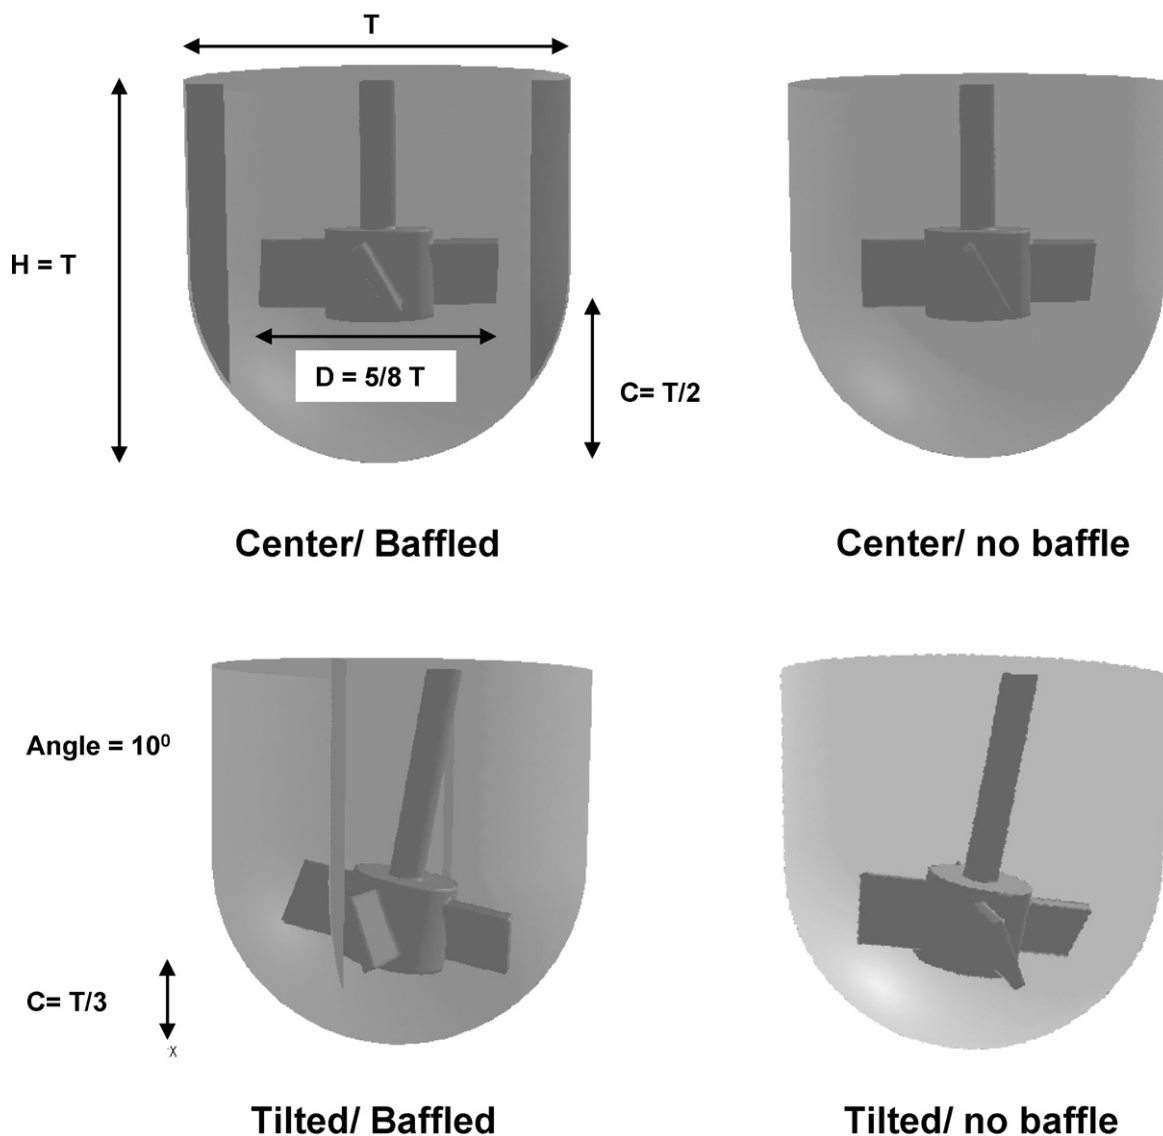 T
H = T
D = 5/8 T
C= T/2
Center/ Baffled
Center/ no baffle
Angle = 10⁰
C= T/3
X
Tilted/ Baffled
Tilted/ no baffle